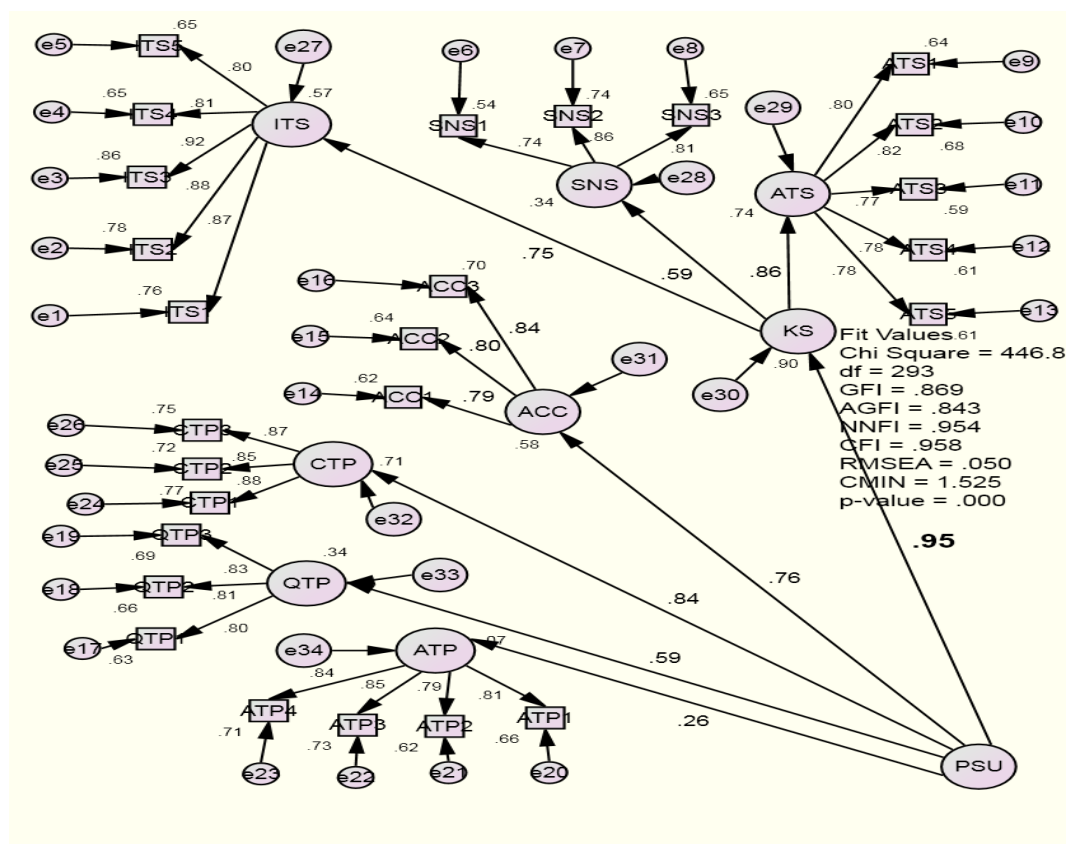 e5
ITS5
.65
e27
e6
e7
e8
.64
ATS1
e9
.80
.57
e29
e4
.65
ITS4
.81
ITS
.54
SNS1
.74
SNS2
.65
SNS3
.80
ATS2
e10
.68
.92
.74
.86
.81
.82
.86
e3
ITS3
.88
SNS
e28
ATS
ATS3
e11
.34
.74
.77
.59
e2
.78
ITS2
.87
.78
ATS4
e12
.61
.75
.59
.86
.78
.76
e1
ITS1
e16
.70
ACC3
ATS5
e13
KS
Fit Values
.61
Chi Square = 446.8
df = 293
GFI = .869
AGFI = .843
NNFI = .954
CFI = .958
RMSEA = .050
CMIN = 1.525
p-value = .000
e15
.64
ACC2
.84
.80
e31
.90
e30
e14
.62
ACC1
.79
ACC
.58
e26
.75
CTP3
.87
e25
.72
CTP2
.85
CTP
.71
e24
.77
CTP1
.88
e32
e19
QTP3
.69
.83
.34
.95
e18
QTP2
.66
.81
QTP
e33
.76
.84
e17
QTP1
.63
.80
e34
ATP
.07
.59
.84
.85
.79
.81
.26
ATP4
ATP3
ATP2
ATP1
.71
.73
.62
.66
e23
e22
e21
e20
PSU